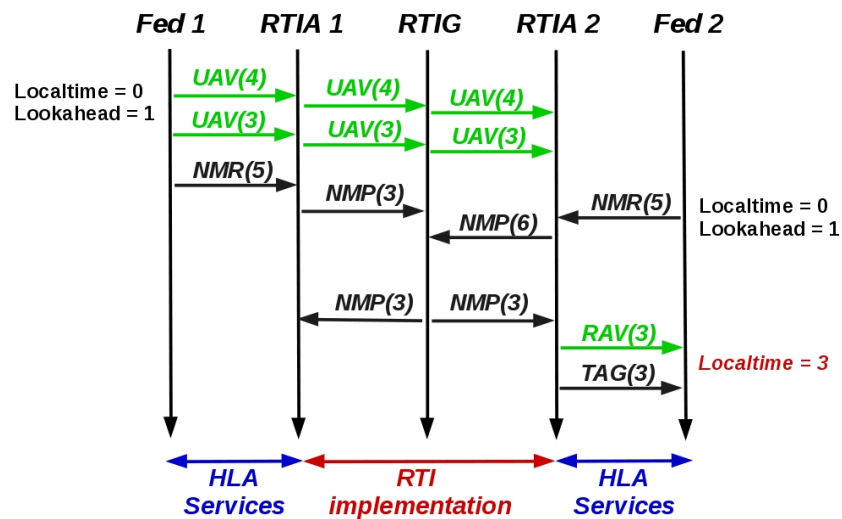 Fed 1 RTIA 1 RTIG RTIA 2 Fed 2
UAV(4)
Localtime = 0
Lookahead = 1
UAV(4)
UAV(4)
UAV(3)
UAV(3)
UAV(3)
NMR(5)
NMP(3)
NMR(5)
Localtime = 0
Lookahead = 1
NMP(6)
NMP(3) NMP(3)
RAV(3)
Localtime = 3
TAG(3)
HLA
Services
RTI
implementation
HLA
Services